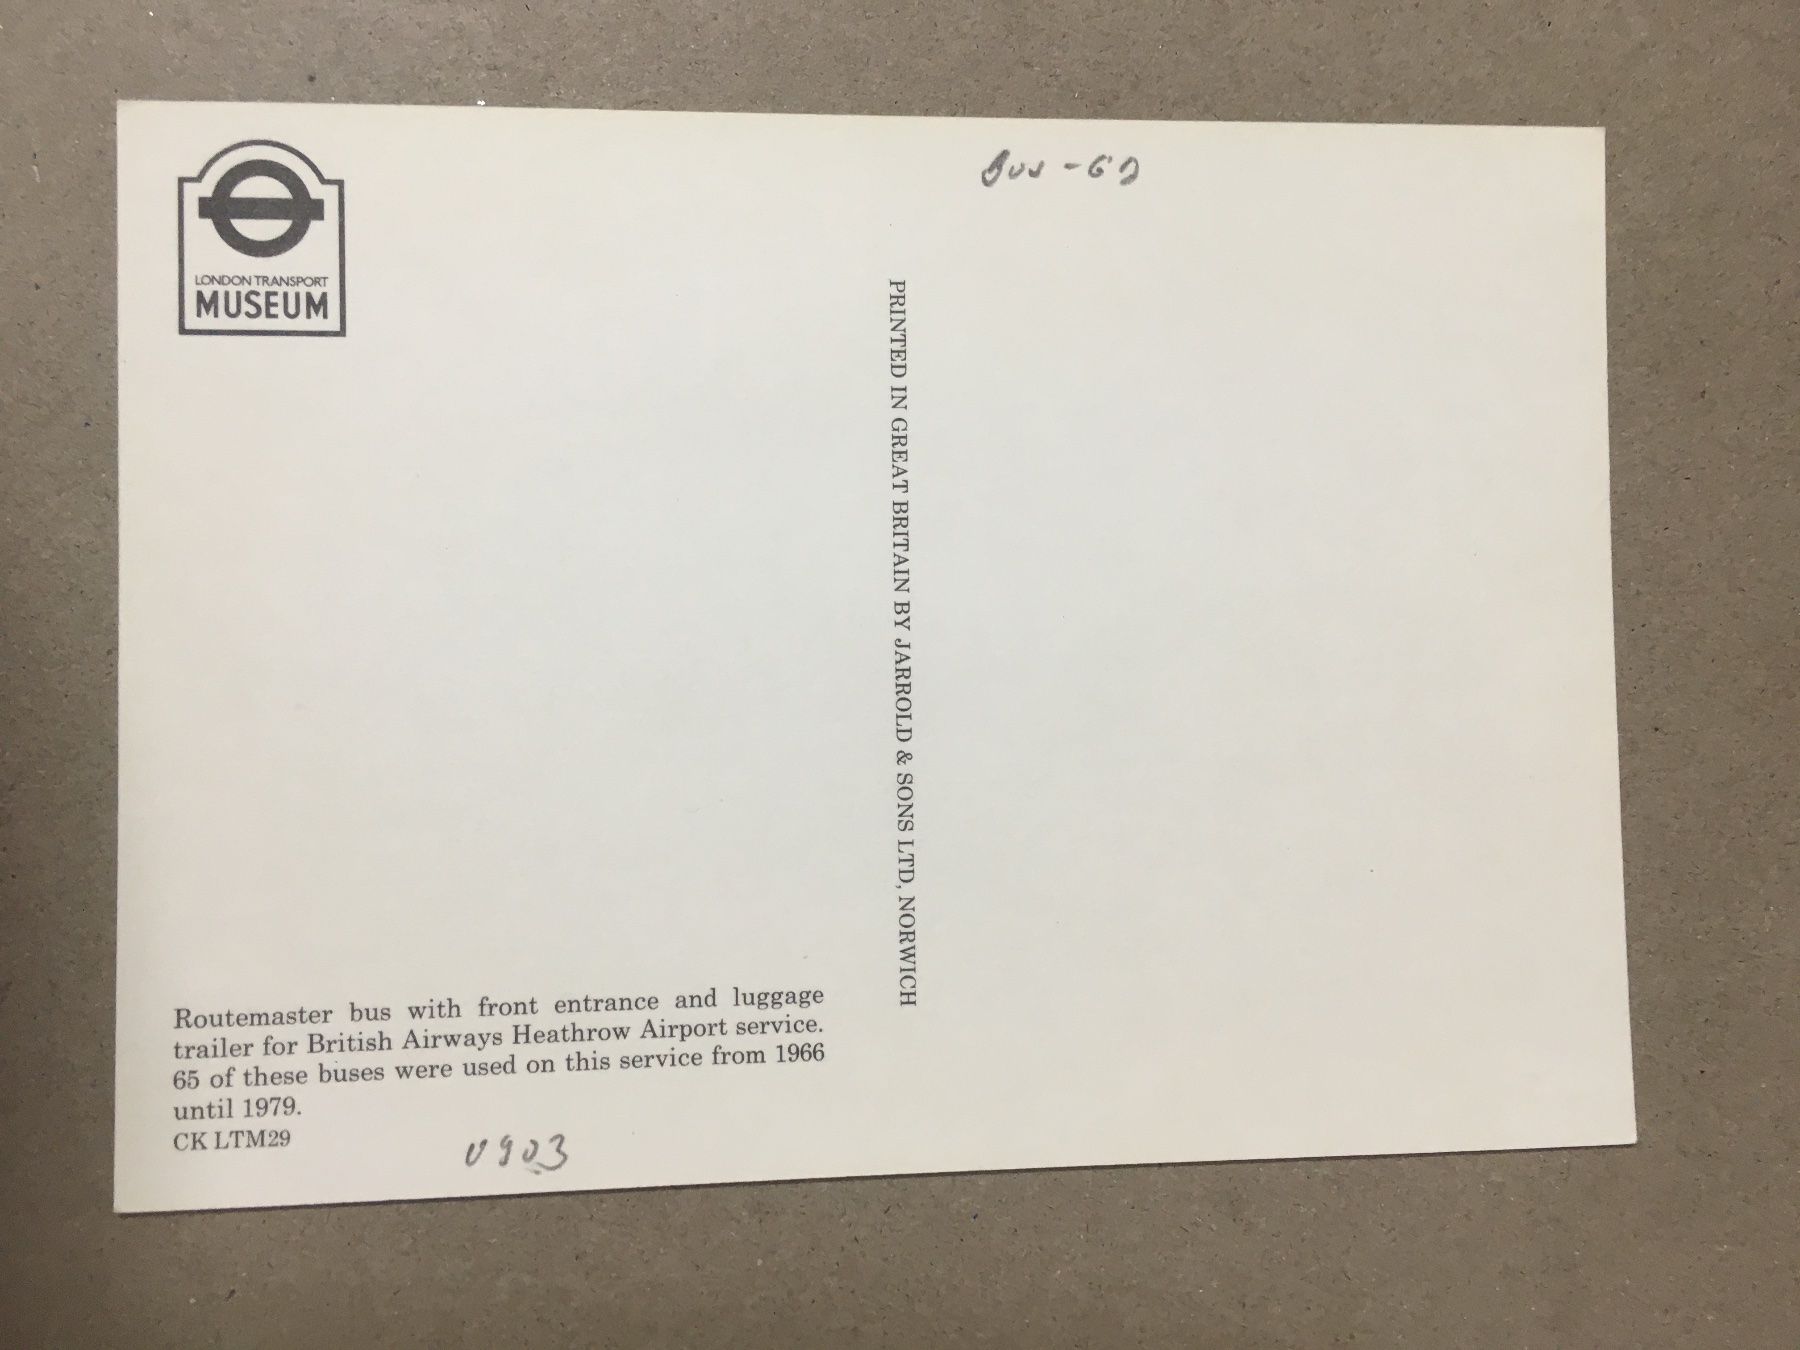 LONDON TRANSPORT
MUSEUM
Bus - GB
PRINTED IN GREAT BRITAIN BY JARROLD & SONS LTD, NORWICH
Routemaster bus with front entrance and luggage
trailer for British Airways Heathrow Airport service.
65 of these buses were used on this service from 1966
until 1979.
CK LTM29